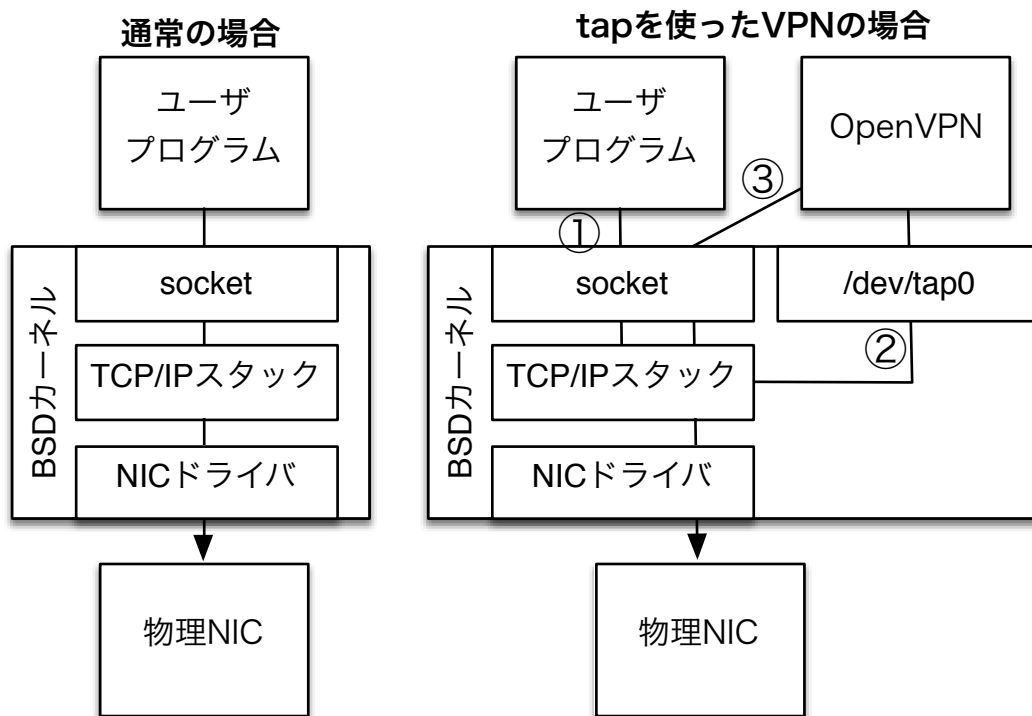 通常の場合
ユーザ
プログラム
BSDカーネル
socket
TCP/IPスタック
NICドライバ
物理NIC
tapを使ったVPNの場合
ユーザ
プログラム
OpenVPN
①
③
BSDカーネル
socket
/dev/tap0
②
TCP/IPスタック
NICドライバ
物理NIC